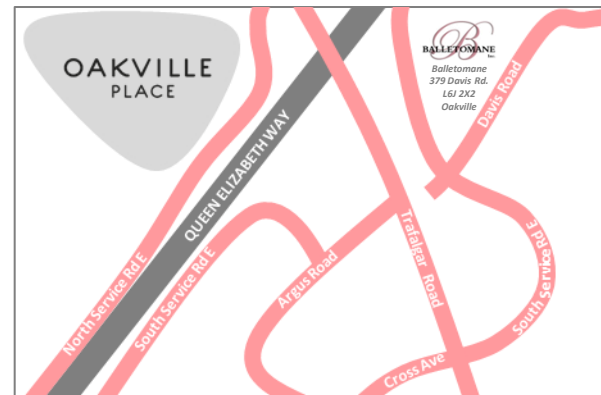 OAKVILLE
PLACE
B
BALLETOMANE
Inc.
Balletomane
379 Davis Rd.
L6J 2X2
Oakville
Davis Road
QUEEN ELIZABETH WAY
North Service Rd E
South Service Rd E
Argus Road
Trafalgar Road
South Service Rd E
Cross Ave